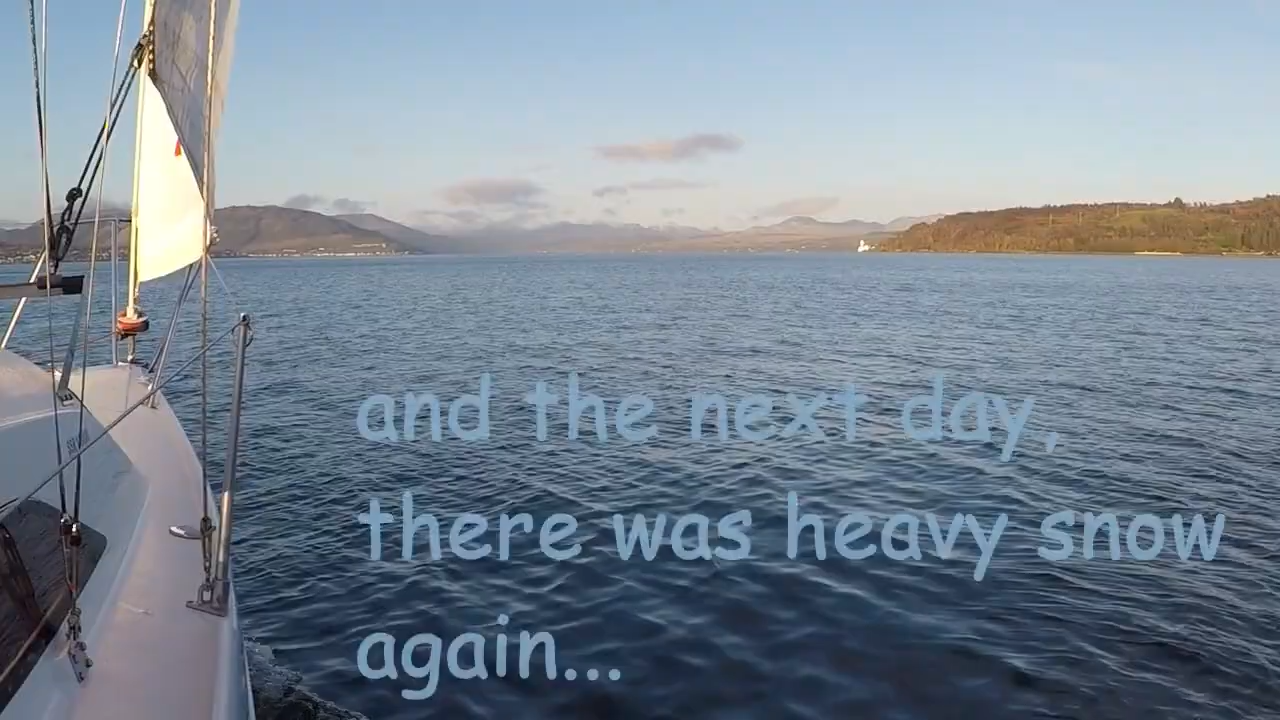 and the next day,
there was heavy snow
again...